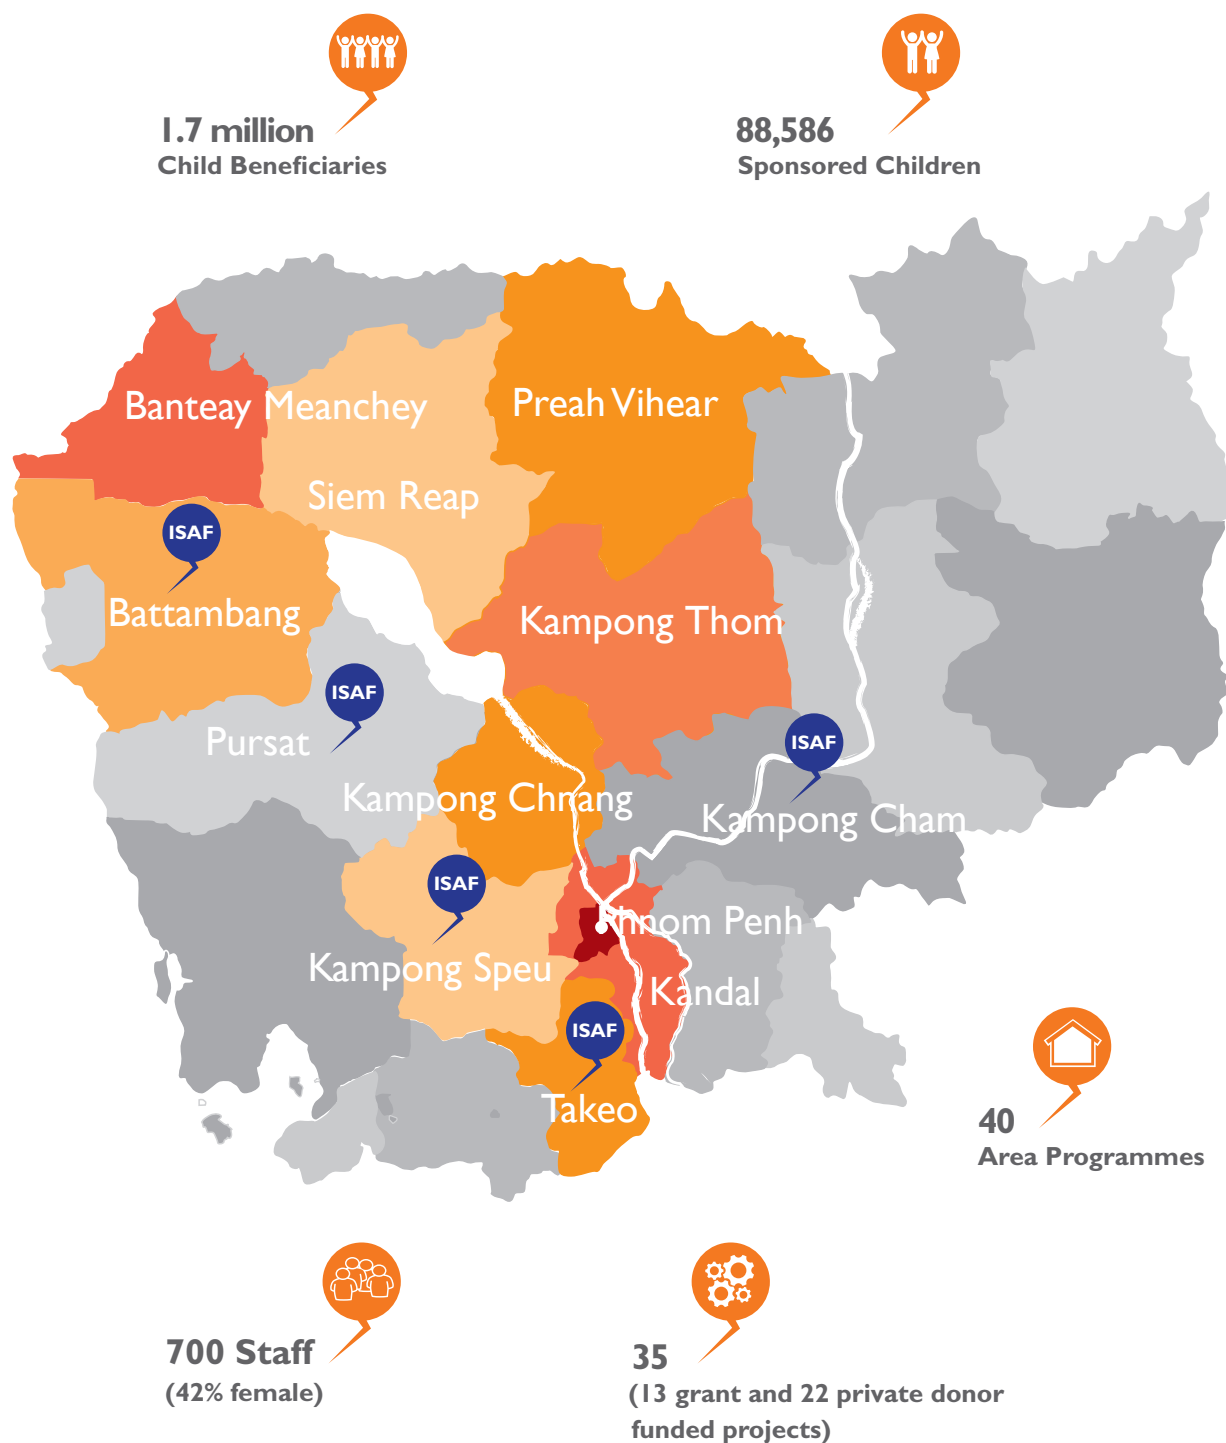 1.7 million
Child Beneficiaries
88,586
Sponsored Children
Banteay Meanchey
Preah Vihear
Siem Reap
ISAF
Battambang
Kampong Thom
ISAF
Pursat
ISAF
Kampong Chnang
Kampong Cham
ISAF
Phnom Penh
Kampong Speu
Kandal
ISAF
Takeo
40
Area Programmes
700 Staff
(42% female)
35
(13 grant and 22 private donor
funded projects)